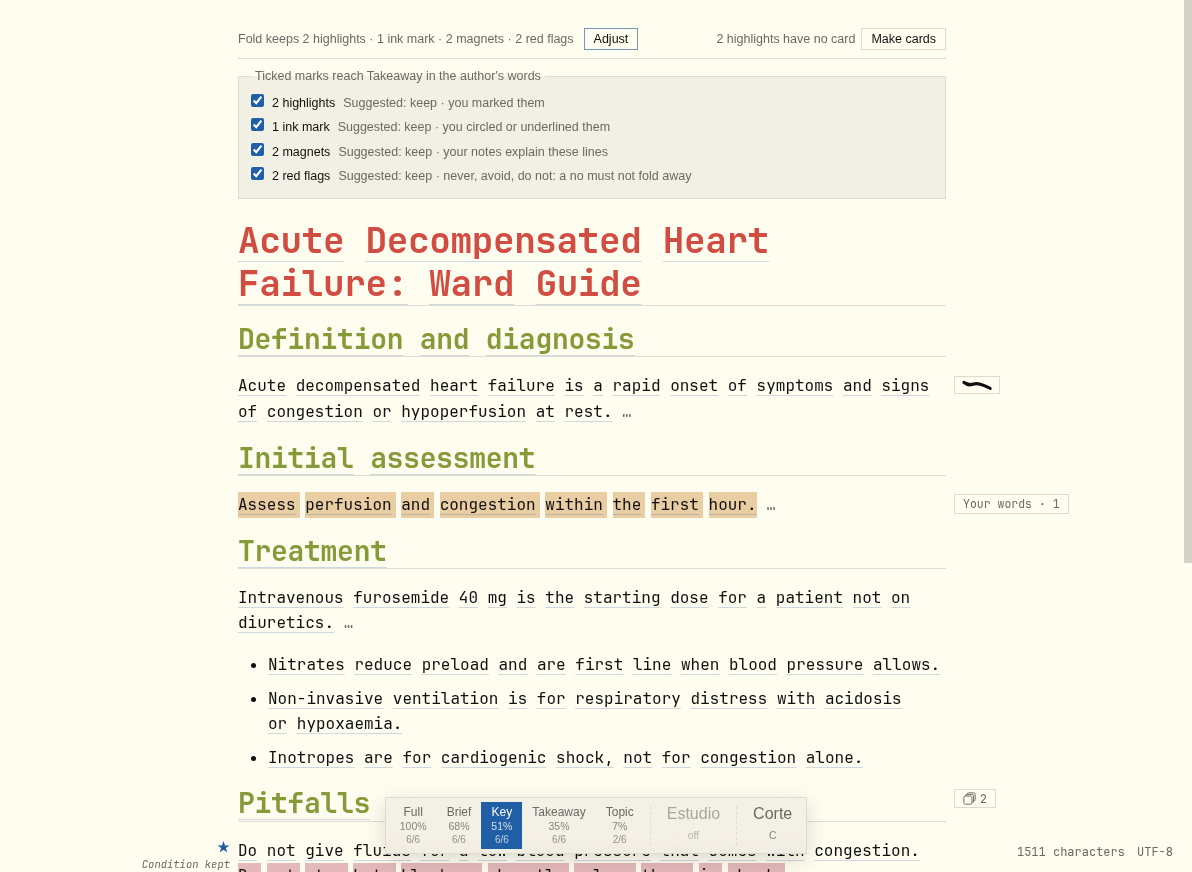 Fold keeps 2 highlights · 1 ink mark · 2 magnets · 2 red flags Adjust 2 highlights have no card Make cards
Ticked marks reach Takeaway in the author's words
2 highlights Suggested: keep · you marked them
1 ink mark Suggested: keep · you circled or underlined them
2 magnets Suggested: keep · your notes explain these lines
2 red flags Suggested: keep · never, avoid, do not: a no must not fold away
Acute Decompensated Heart
Failure: Ward Guide
Definition and diagnosis
Acute decompensated heart failure is a rapid onset of symptoms and signs
of congestion or hypoperfusion at rest. …
Initial assessment
Assess perfusion and congestion within the first hour. … Your words · 1
Treatment
Intravenous furosemide 40 mg is the starting dose for a patient not on
diuretics. …
Nitrates reduce preload and are first line when blood pressure allows.
Non-invasive ventilation is for respiratory distress with acidosis
or hypoxaemia.
Inotropes are for cardiogenic shock, not for congestion alone.
Pitfalls 2
Full Brief Key Takeaway Topic Estudio Corte
100% 68% 51% 35% 7% off C
6/6 6/6 6/6 6/6 2/6
Do not give fluids for a low blood pressure that comes with congestion.
Condition kept
1511 characters UTF-8